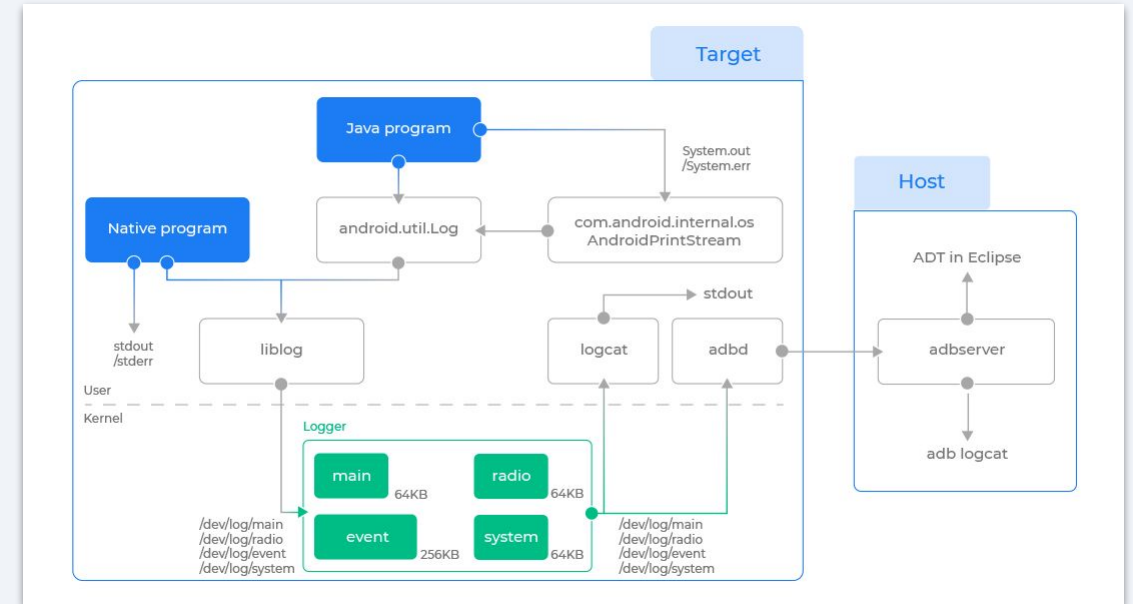 Target
Java program
System.out
/System.err
Host
Native program
android.util.Log
com.android.internal.os
AndroidPrintStream
ADT in Eclipse
stdout
stdout
/stderr
liblog
logcat
adbd
adbserver
User
Kernel
Logger
adb logcat
main
64KB
radio
64KB
/dev/log/main
/dev/log/radio
/dev/log/event
/dev/log/system
event
256KB
system
64KB
/dev/log/main
/dev/log/radio
/dev/log/event
/dev/log/system